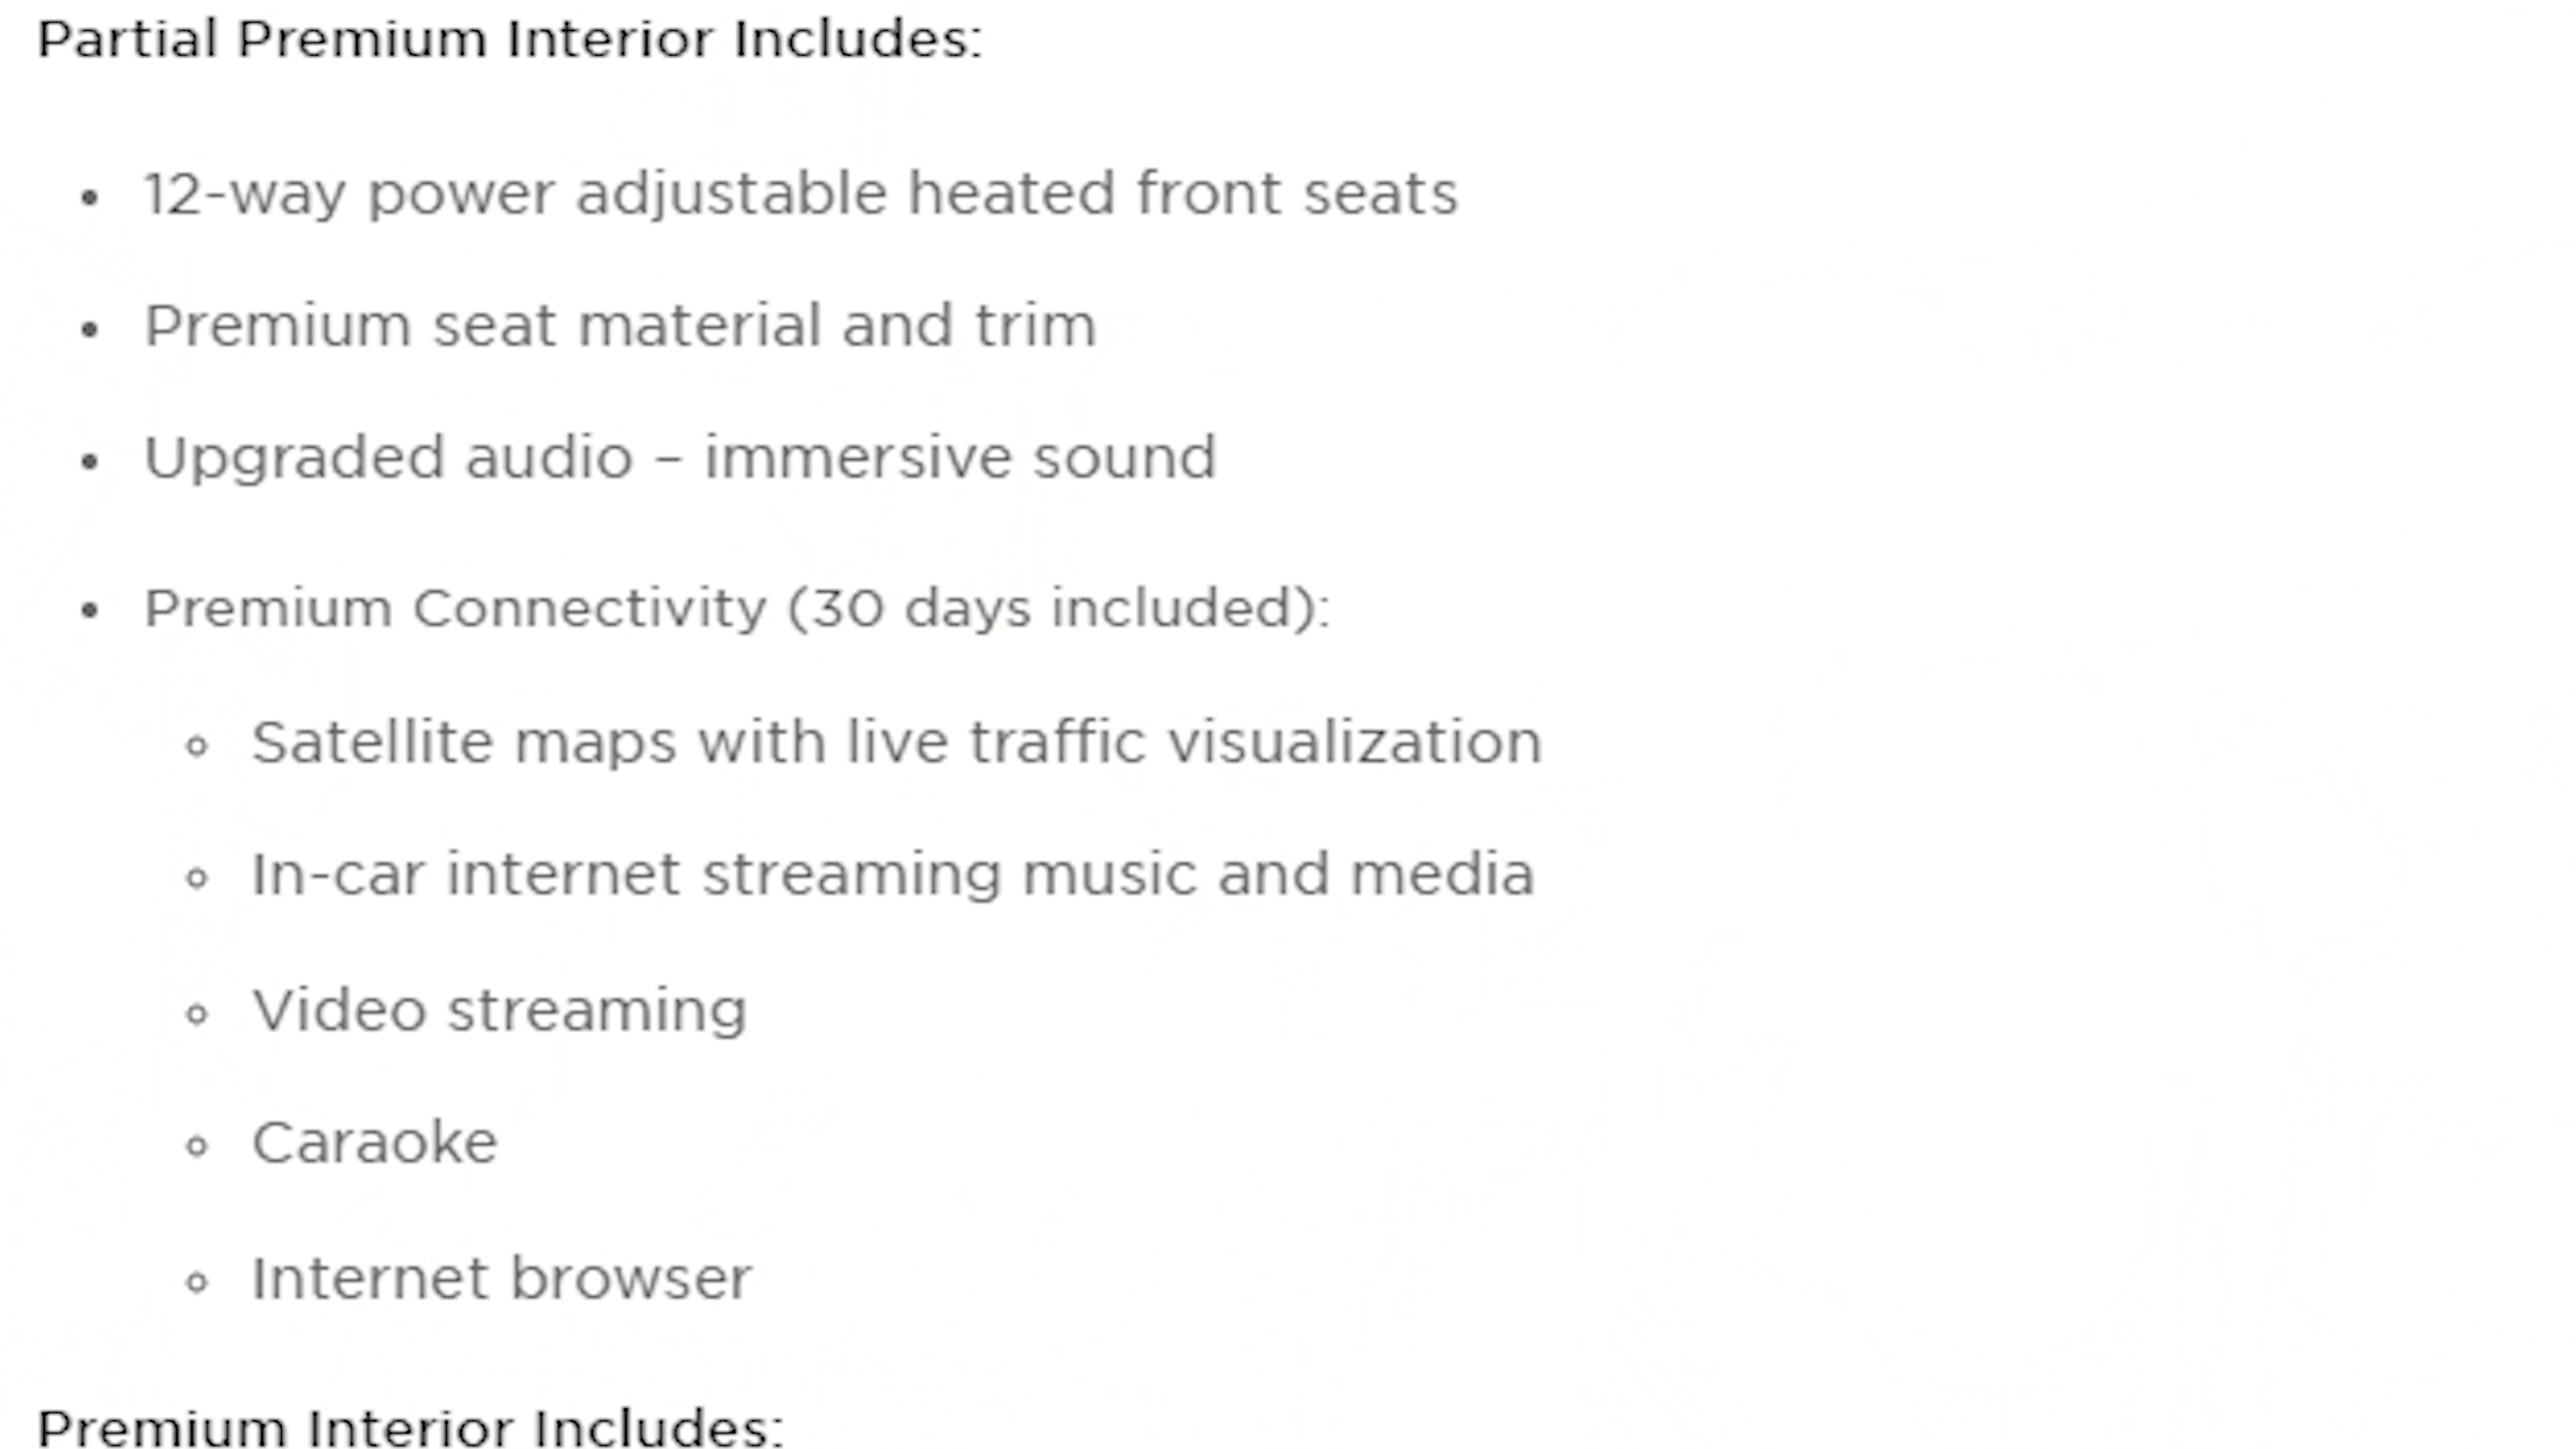 Partial Premium Interior Includes:
• 12-way power adjustable heated front seats
• Premium seat material and trim
• Upgraded audio – immersive sound
• Premium Connectivity (30 days included):
◦ Satellite maps with live traffic visualization
◦ In-car internet streaming music and media
◦ Video streaming
◦ Caraoke
◦ Internet browser
Premium Interior Includes: